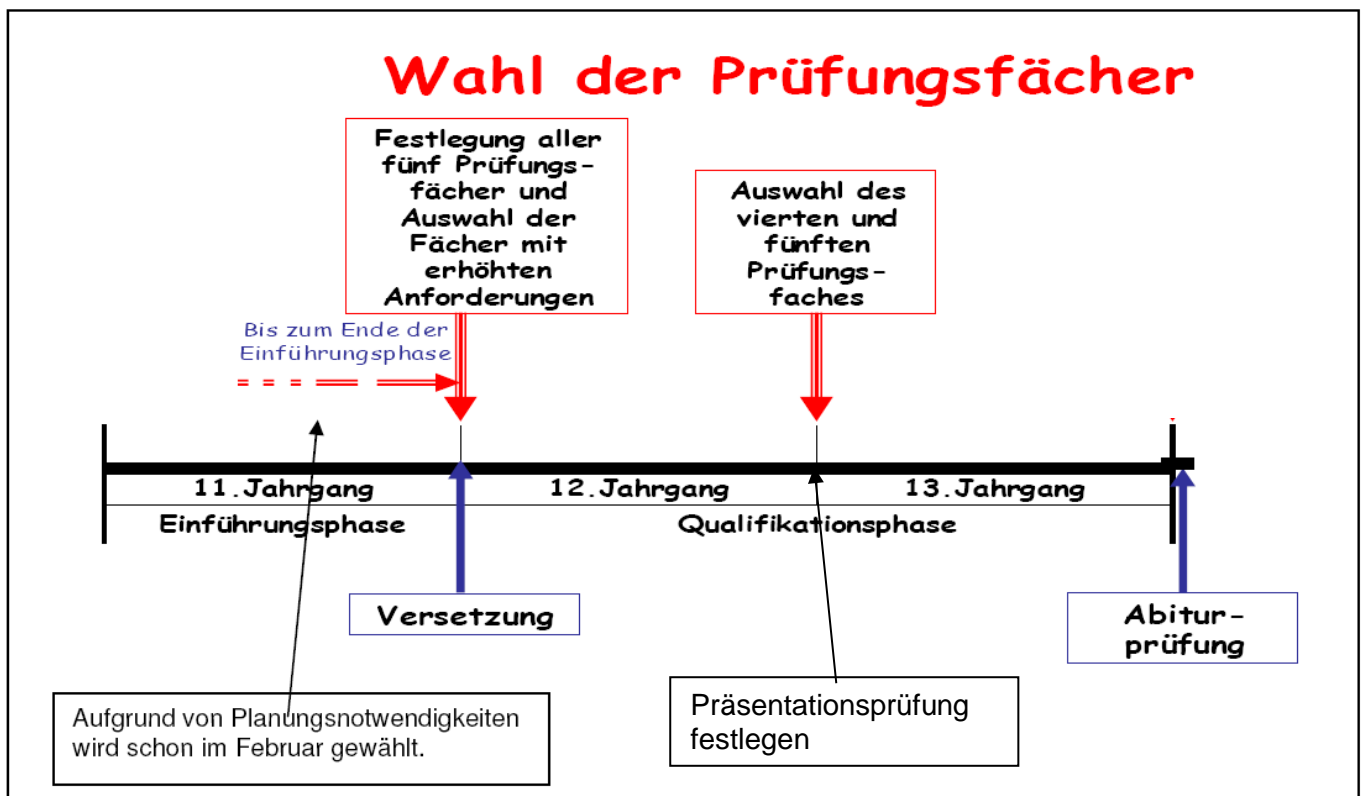 Wahl der Prüfungsfächer
Festlegung aller
fünf Prüfungs-
fächer und
Auswahl der
Fächer mit
erhöhten
Anforderungen
Auswahl des
vierten und
fünften
Prüfungs-
faches
Bis zum Ende der
Einführungsphase
11.Jahrgang
12.Jahrgang
13.Jahrgang
Einführungsphase
Qualifikationsphase
Versetzung
Abitur-
prüfung
Aufgrund von Planungsnotwendigkeiten
wird schon im Februar gewählt.
Präsentationsprüfung
festlegen